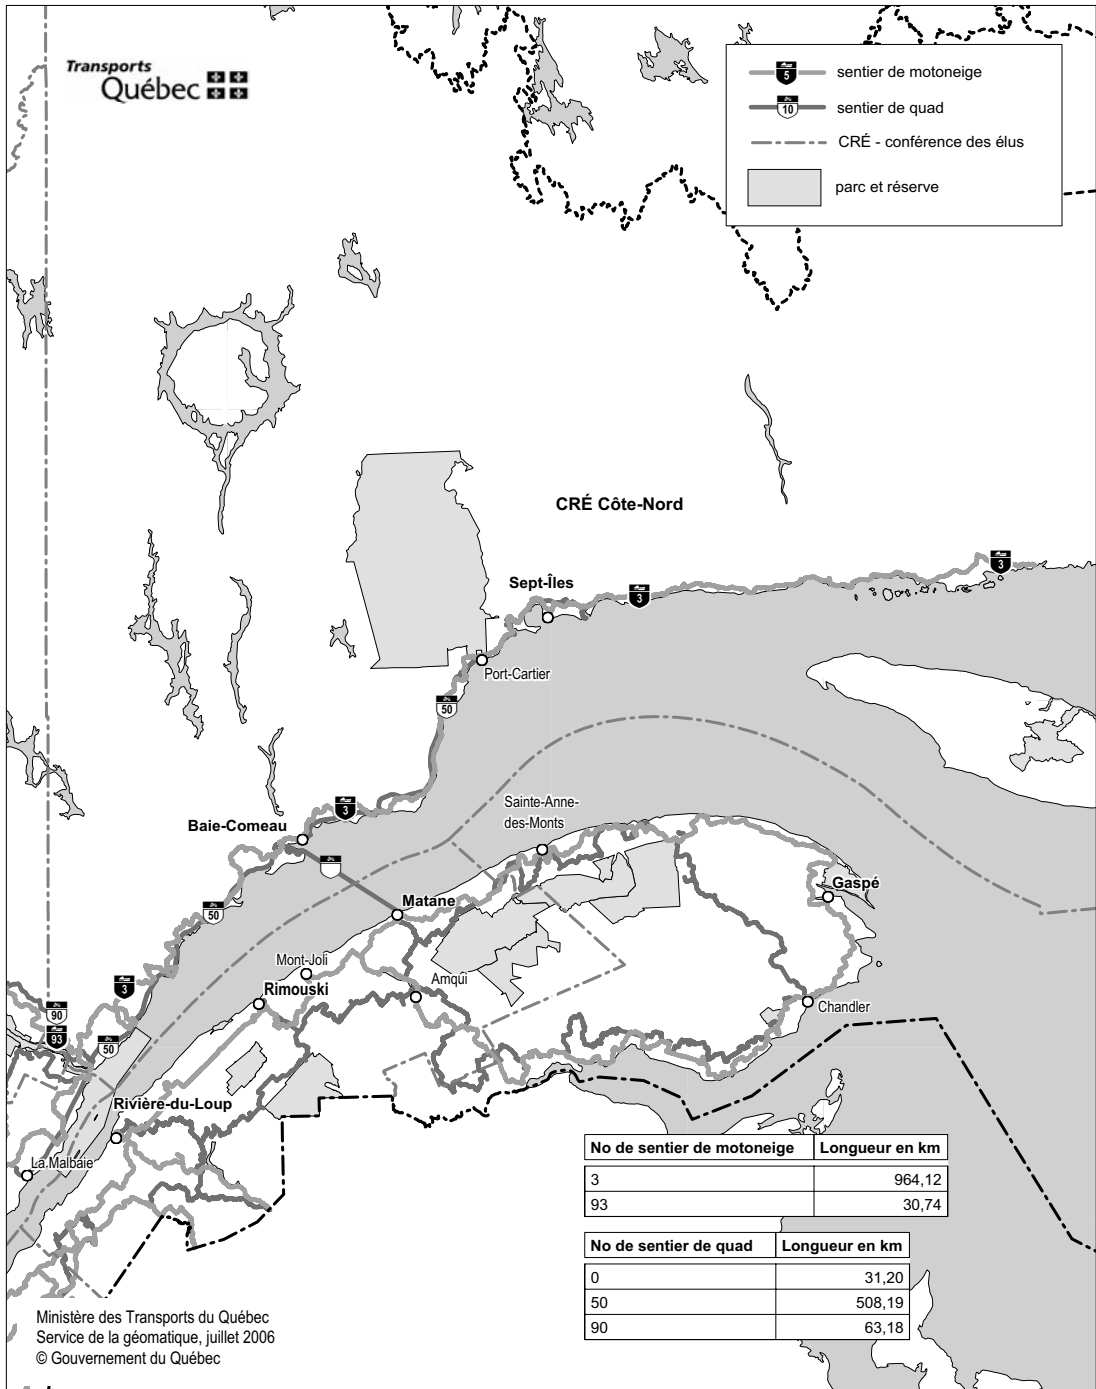 Transports
Québec
5 sentier de motoneige
10 sentier de quad
CRÉ - conférence des élus
parc et réserve
CRÉ Côte-Nord
3
Sept-Îles
3
Port-Cartier
50
Sainte-Anne-
des-Monts
3
Baie-Comeau
Gaspé
50
Matane
Mont-Joli
Amqui
3
Rimouski
Chandler
90
93
50
Rivière-du-Loup
La Malbaie
No de sentier de motoneige Longueur en km
3 964,12
93 30,74
No de sentier de quad Longueur en km
0 31,20
50 508,19
90 63,18
Ministère des Transports du Québec
Service de la géomatique, juillet 2006
© Gouvernement du Québec